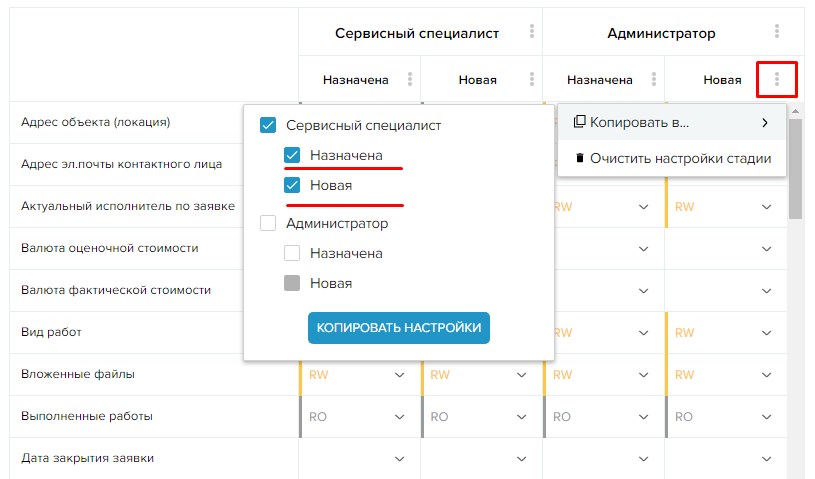 Сервисный специалист Администратор
Назначена Новая Назначена Новая
Адрес объекта (локация)
Адрес эл.почты контактного лица
Актуальный исполнитель по заявке RW RW
Валюта оценочной стоимости
Валюта фактической стоимости
Вид работ RW RW
Вложенные файлы RW RW RW RW
Выполненные работы RO RO RO RO
Дата закрытия заявки
Сервисный специалист
Назначена
Новая
Администратор
Назначена
Новая
КОПИРОВАТЬ НАСТРОЙКИ
Копировать в...
Очистить настройки стадии